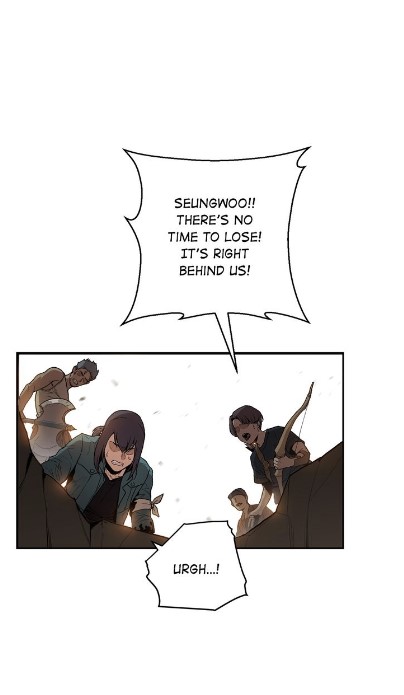 SEUNGWOO!!
THERE'S NO
TIME TO LOSE!
IT'S RIGHT
BEHIND US!
URGH...!